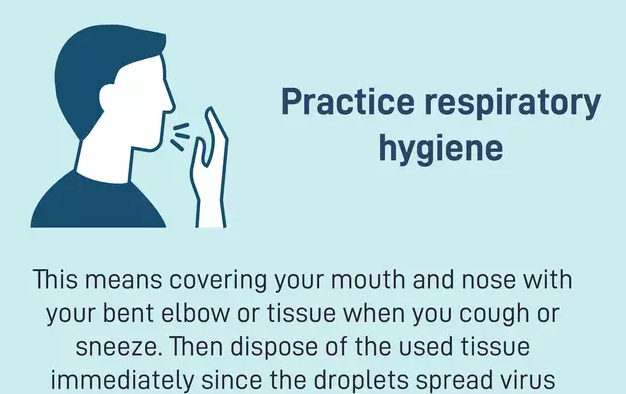 Practice respiratory
hygiene
This means covering your mouth and nose with
your bent elbow or tissue when you cough or
sneeze. Then dispose of the used tissue
immediately since the droplets spread virus